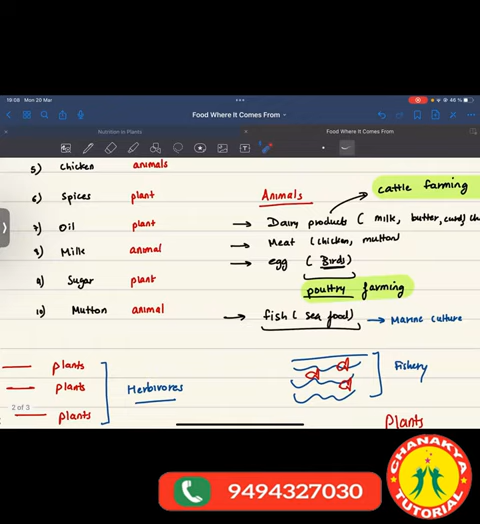 19:08 Mon 20 Mar
46 %
Food Where It Comes From
Nutrition in Plants
Food Where It Comes From
5) chicken animals
6) Spices plant
7) Oil plant
8) Milk animal
9) Sugar plant
10) Mutton animal
Animals
cattle farming
Dairy products ( milk, butter, curd) ch
Meat (chicken, mutton
egg ( Birds )
poultry farming
fish ( sea food ) → Marine culture
plants
plants
plants
Herbivores
Fishery
Plants
2 of 3
CHANAKYA
TUTORIAL
9494327030